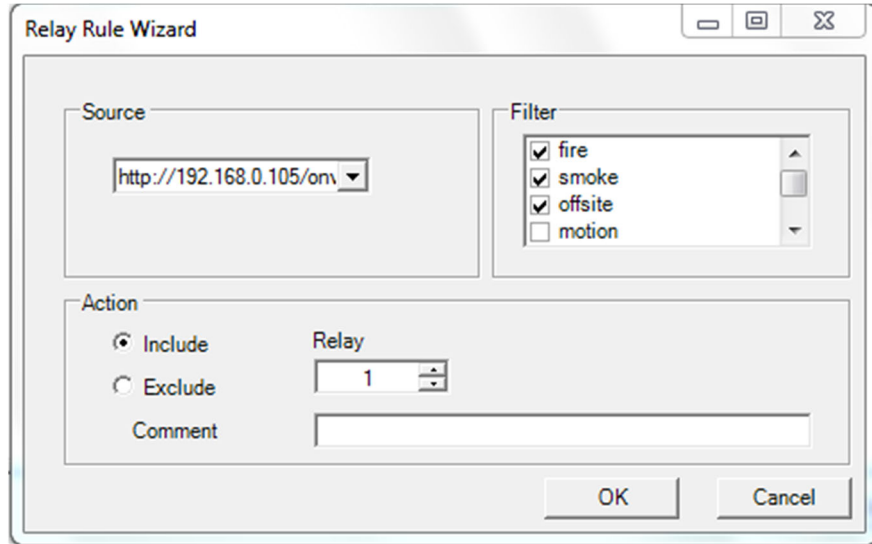 Relay Rule Wizard
Source
http://192.168.0.105/onv
Filter
fire
smoke
offsite
motion
Action
Include
Exclude
Relay
1
Comment
OK
Cancel